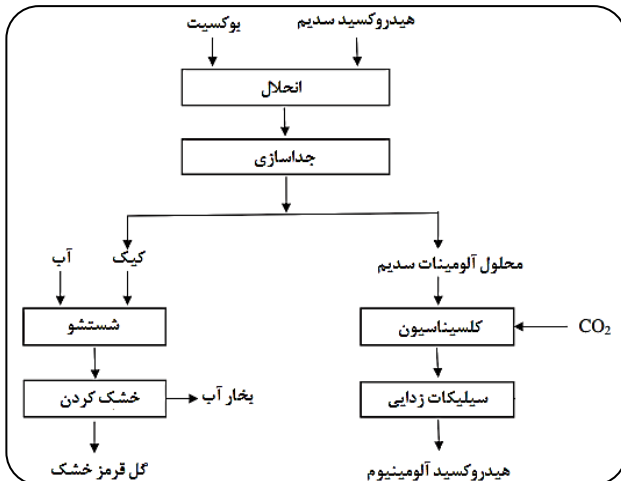 هیدروکسید سدیم
بوکسیت
انحلال
جداسازی
محلول آلومینات سدیم
کیک
آب
کلسیناسیون
CO₂
شستشو
سیلیکات زدایی
خشک کردن
بخار آب
هیدروکسید آلومینیوم
گل قرمز خشک